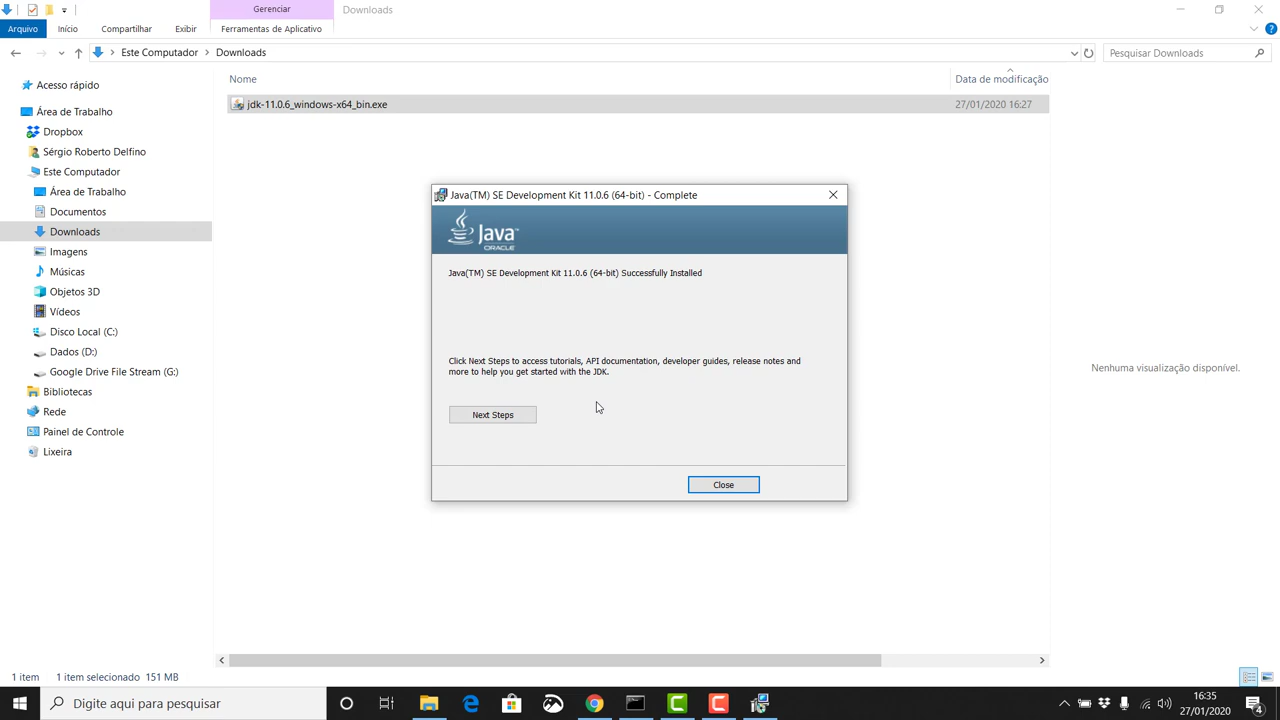 Gerenciar
Downloads
Arquivo
Início
Compartilhar
Exibir
Ferramentas de Aplicativo
Este Computador > Downloads
Pesquisar Downloads
Nome
Data de modificação
jdk-11.0.6_windows-x64_bin.exe
27/01/2020 16:27
Acesso rápido
Área de Trabalho
Dropbox
Sérgio Roberto Delfino
Este Computador
Área de Trabalho
Documentos
Downloads
Imagens
Músicas
Objetos 3D
Vídeos
Disco Local (C:)
Dados (D:)
Google Drive File Stream (G:)
Bibliotecas
Rede
Painel de Controle
Lixeira
Java(TM) SE Development Kit 11.0.6 (64-bit) - Complete
Java
ORACLE
Java(TM) SE Development Kit 11.0.6 (64-bit) Successfully Installed
Click Next Steps to access tutorials, API documentation, developer guides, release notes and
more to help you get started with the JDK.
Next Steps
Close
Nenhuma visualização disponível.
1 item
1 item selecionado 151 MB
Digite aqui para pesquisar
16:35
27/01/2020
4